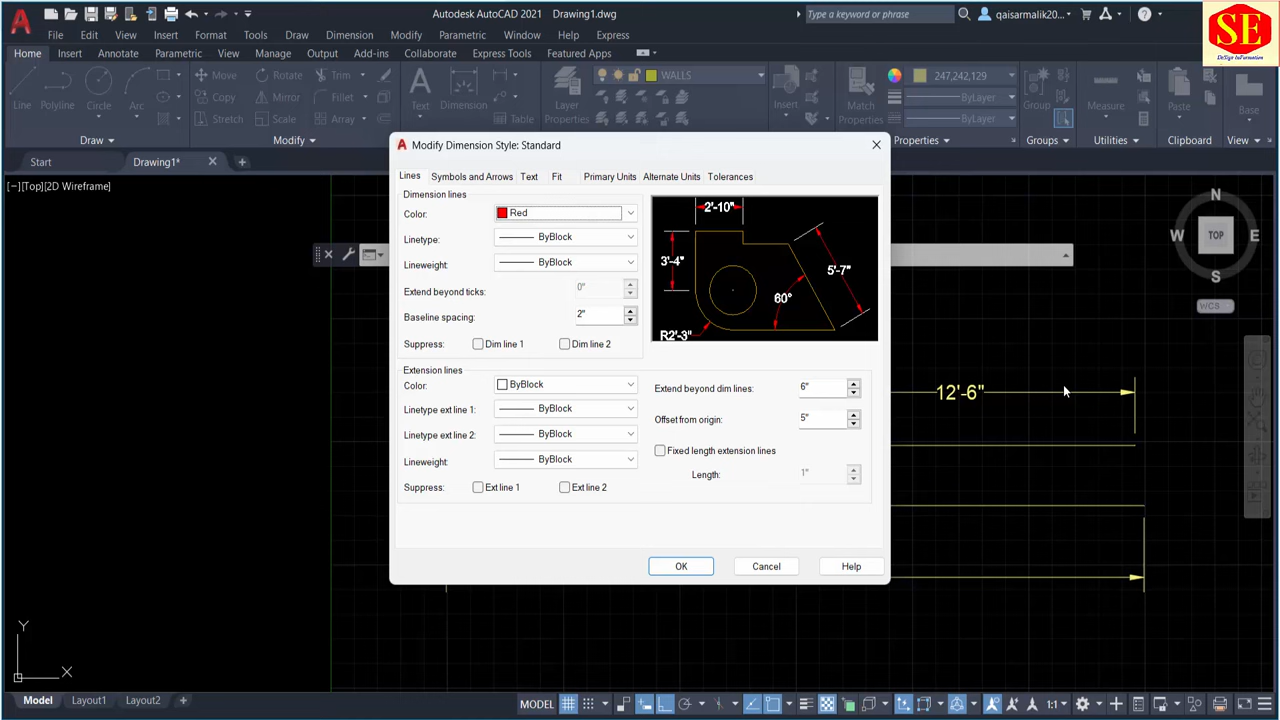 Autodesk AutoCAD 2021 Drawing1.dwg
Type a keyword or phrase
qaisarmalik20...
SE
DeSign InFormation
File Edit View Insert Format Tools Draw Dimension Modify Parametric Window Help Express
Home Insert Annotate Parametric View Manage Output Add-ins Collaborate Express Tools Featured Apps
Line Polyline Circle Arc
Move Rotate Trim
Copy Mirror Fillet
Stretch Scale Array
Text Dimension
Layer Properties
WALLS
Insert
Match Properties
247,242,129
ByLayer
ByLayer
Group
Measure
Paste
Base
Draw Modify Properties Groups Utilities Clipboard View
Start Drawing1*
[−][Top][2D Wireframe]
Modify Dimension Style: Standard
Lines Symbols and Arrows Text Fit Primary Units Alternate Units Tolerances
Dimension lines
Color: Red
Linetype: ByBlock
Lineweight: ByBlock
Extend beyond ticks: 0"
Baseline spacing: 2"
Suppress: Dim line 1 Dim line 2
2'-10"
3'-4"
5'-7"
60°
R2'-3"
Extension lines
Color: ByBlock
Linetype ext line 1: ByBlock
Linetype ext line 2: ByBlock
Lineweight: ByBlock
Suppress: Ext line 1 Ext line 2
Extend beyond dim lines: 6"
Offset from origin: 5"
Fixed length extension lines
Length: 1"
OK Cancel Help
12'-6"
N
W TOP E
S
WCS
Y
X
Model Layout1 Layout2
MODEL
1:1